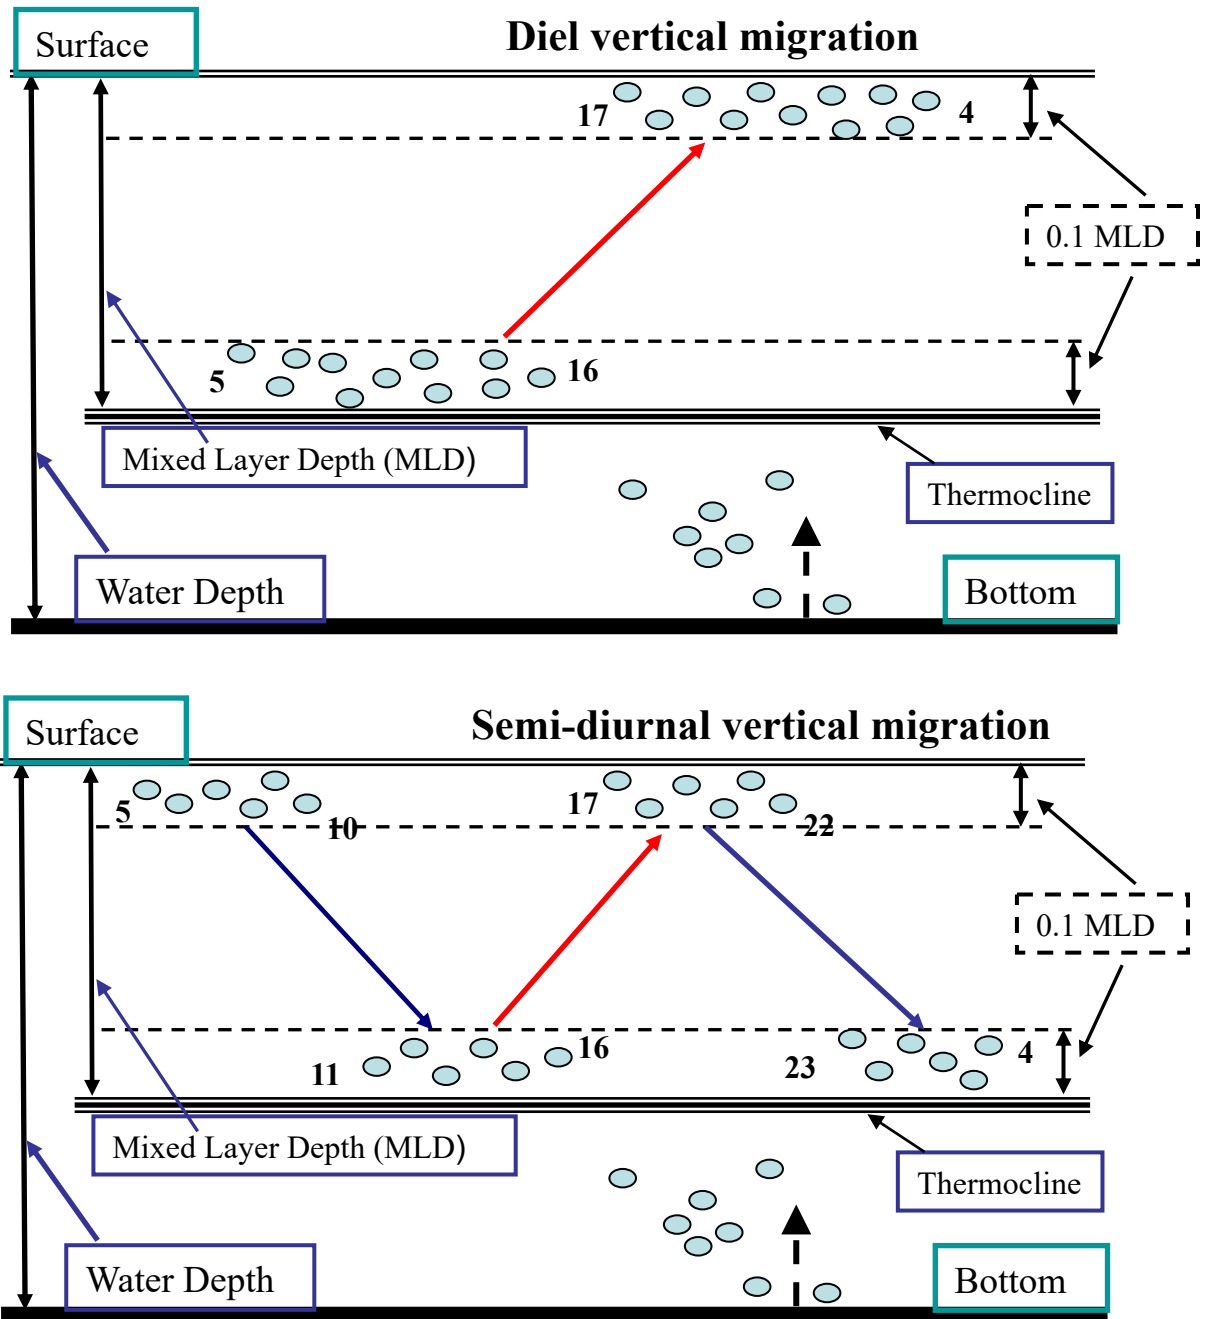 Surface
Diel vertical migration
17
4
0.1 MLD
5
16
Mixed Layer Depth (MLD)
Thermocline
Water Depth
Bottom
Surface
Semi-diurnal vertical migration
5
10
17
22
0.1 MLD
11
16
23
4
Mixed Layer Depth (MLD)
Thermocline
Water Depth
Bottom